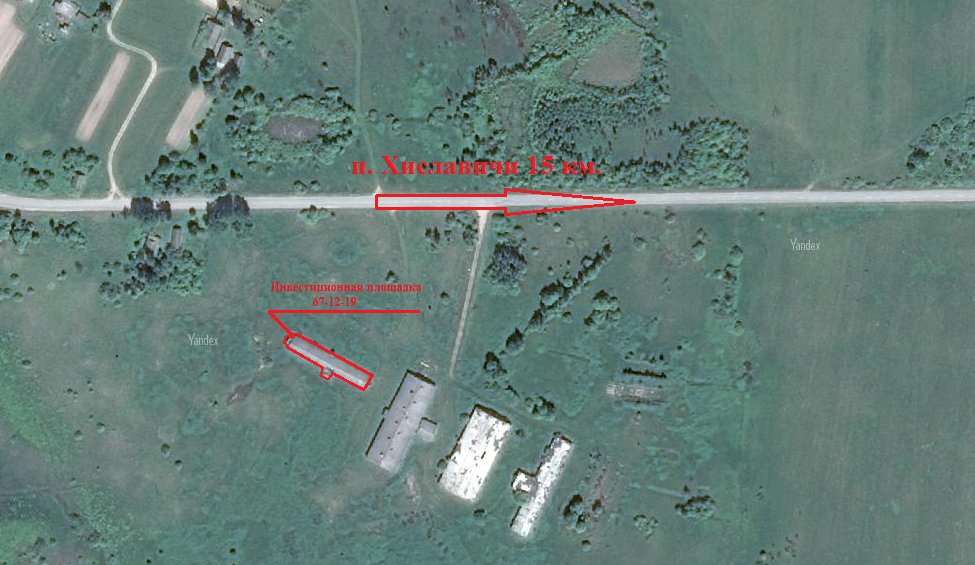 п. Хиславичи 15 км.
Yandex
Инвестиционная площадка
67-12-19
Yandex